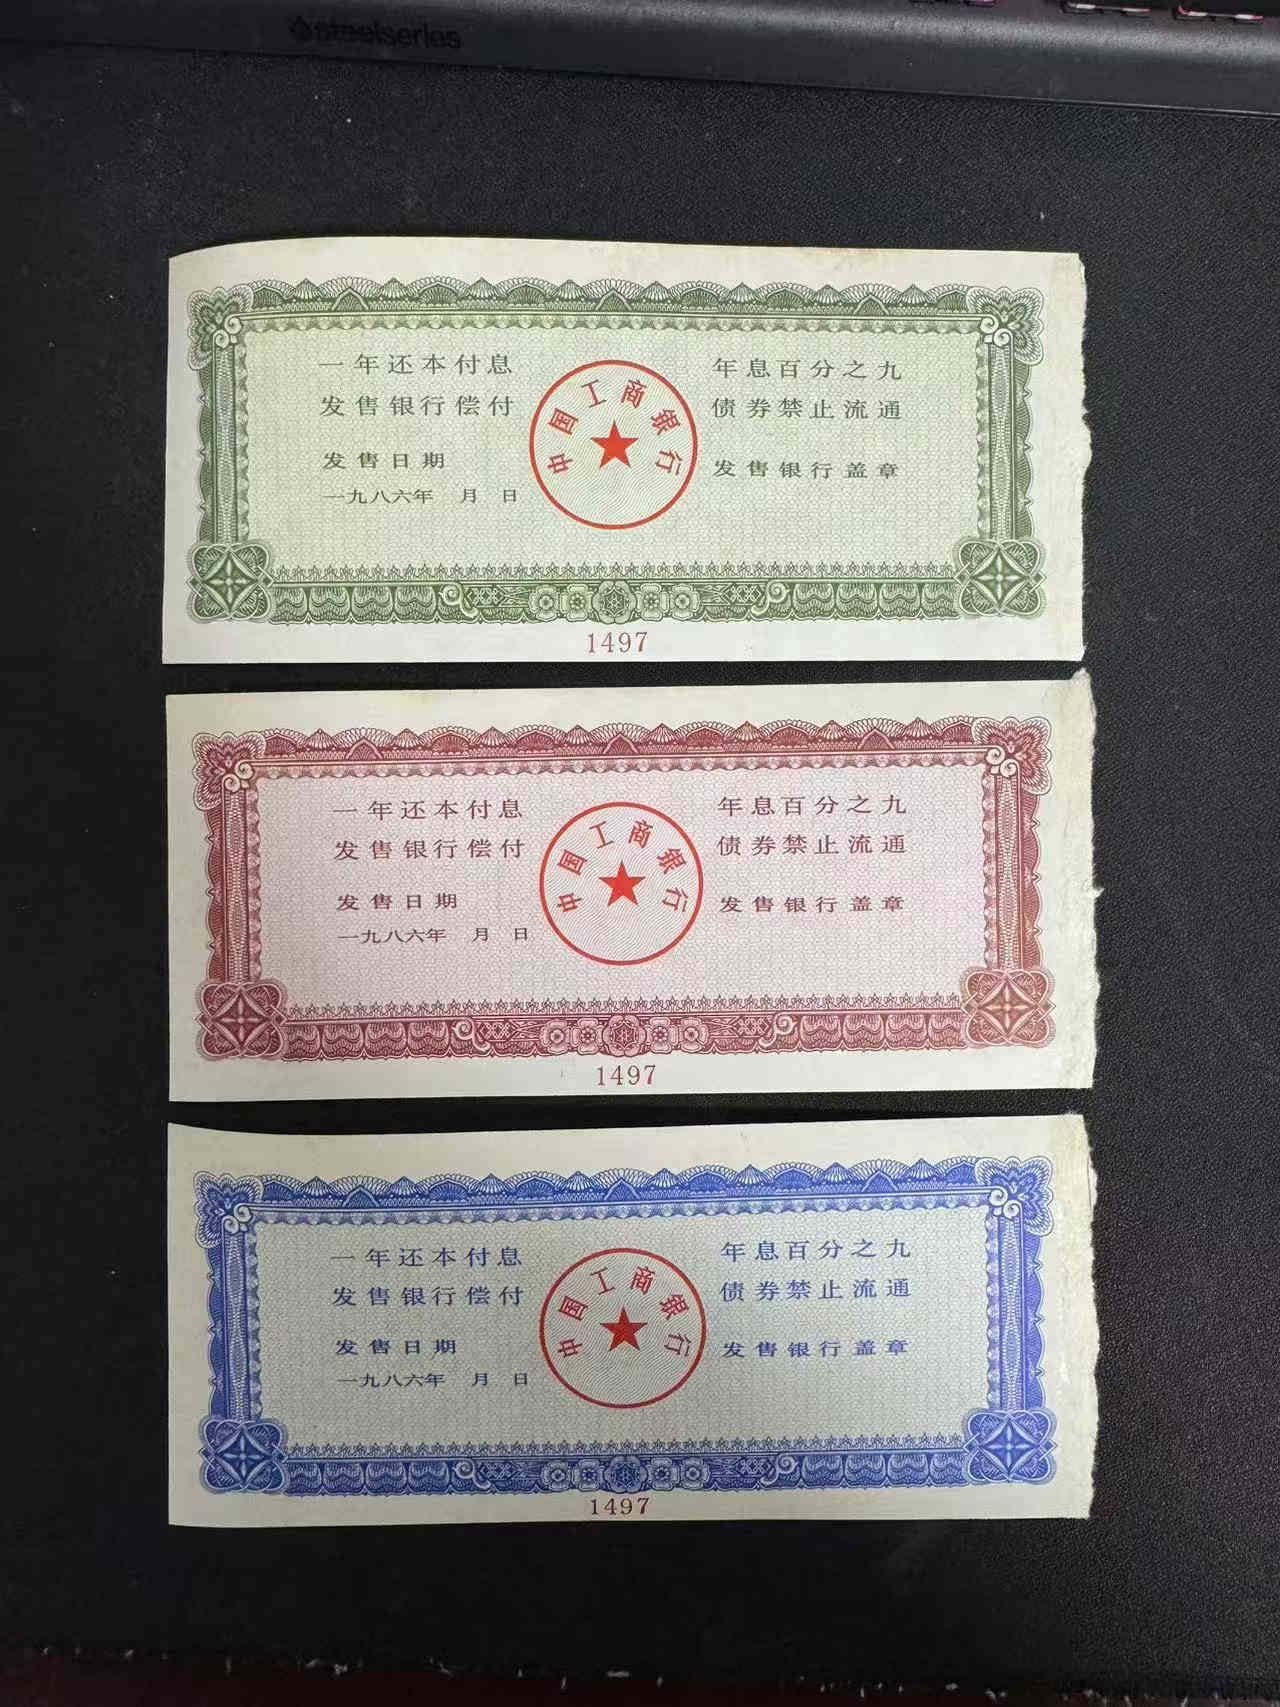 steelseries
一年还本付息
年息百分之九
发售银行偿付
债券禁止流通
中国工商银行
发售日期
发售银行盖章
一九八六年 月 日
1497
一年还本付息
年息百分之九
发售银行偿付
债券禁止流通
中国工商银行
发售日期
发售银行盖章
一九八六年 月 日
1497
一年还本付息
年息百分之九
发售银行偿付
债券禁止流通
中国工商银行
发售日期
发售银行盖章
一九八六年 月 日
1497